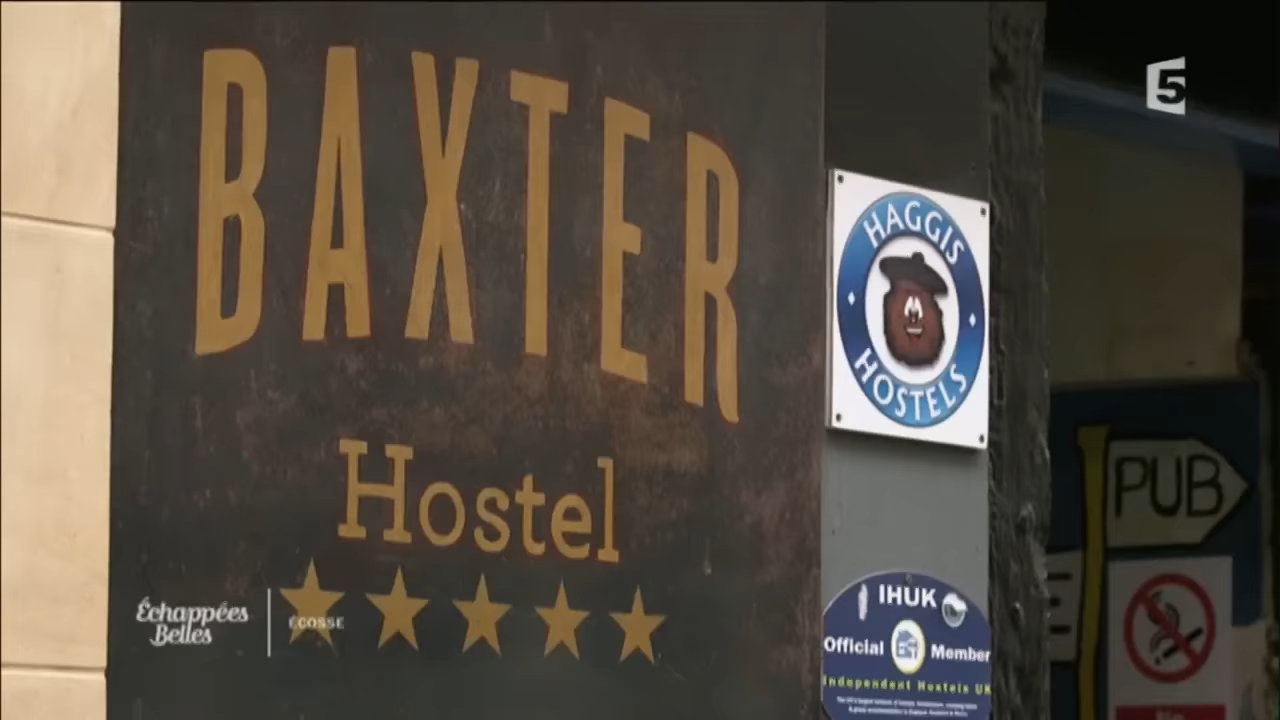 BAXTER
Hostel
Échappées
Belles
ÉCOSSE
5
HAGGIS
HOSTELS
PUB
IHUK
Official Member
Independent Hostels UK